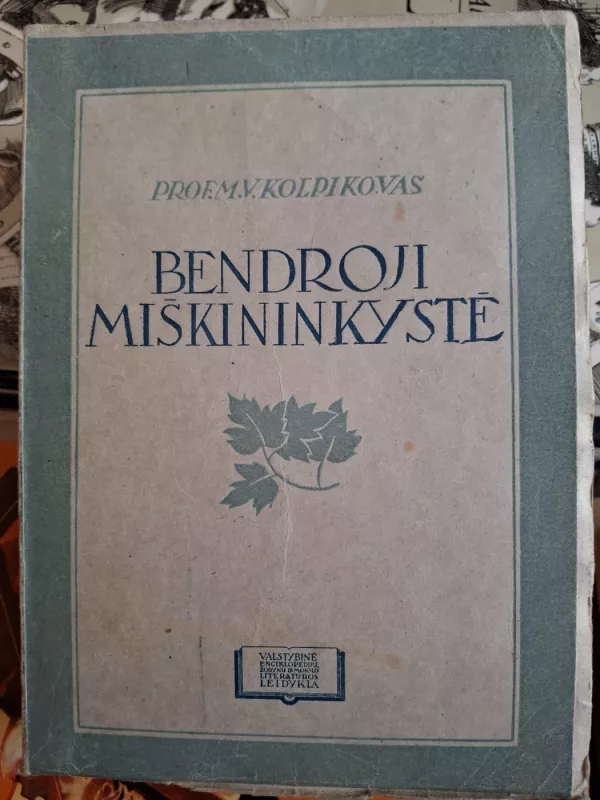 PROF.M.V.KOLPIKOVAS
BENDROJI
MIŠKININKYSTĖ
VALSTYBINĖ
ENCIKLOPEDIJŲ,
ŽODYNŲ IR MOKSLO
LITERATŪROS
LEIDYKLA